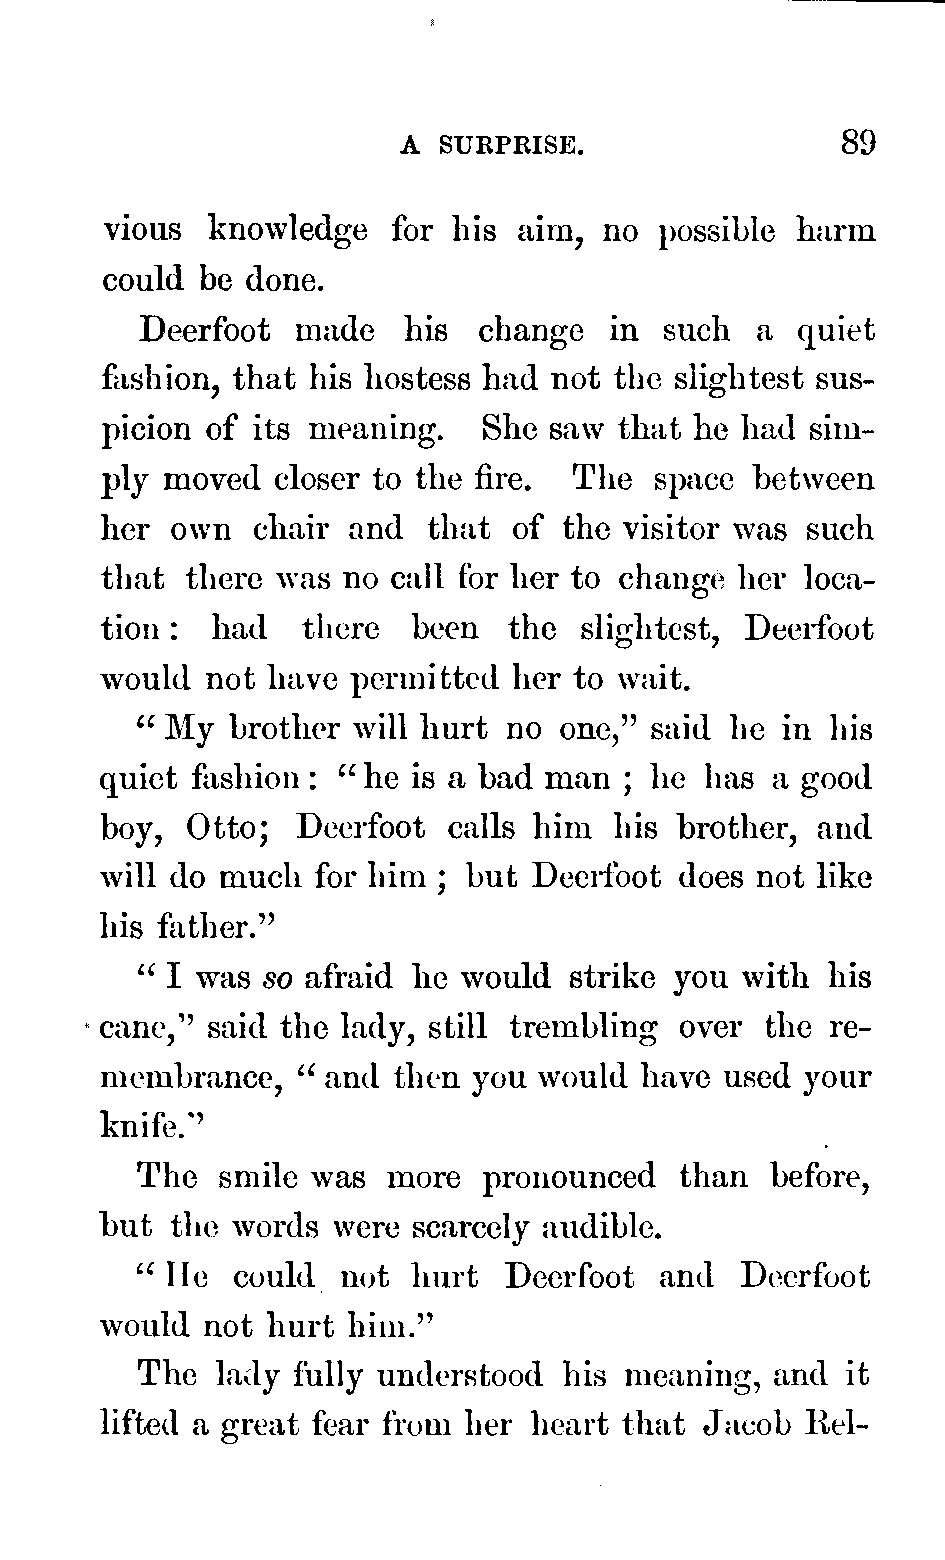 A SURPRISE. 89
vious knowledge for his aim, no possible harm
could be done.
Deerfoot made his change in such a quiet
fashion, that his hostess had not the slightest sus-
picion of its meaning. She saw that he had sim-
ply moved closer to the fire. The space between
her own chair and that of the visitor was such
that there was no call for her to change her loca-
tion: had there been the slightest, Deerfoot
would not have permitted her to wait.
“My brother will hurt no one,” said he in his
quiet fashion: “he is a bad man; he has a good
boy, Otto; Deerfoot calls him his brother, and
will do much for him; but Deerfoot does not like
his father.”
“I was so afraid he would strike you with his
cane,” said the lady, still trembling over the re-
membrance, “and then you would have used your
knife.”
The smile was more pronounced than before,
but the words were scarcely audible.
“He could not hurt Deerfoot and Deerfoot
would not hurt him.”
The lady fully understood his meaning, and it
lifted a great fear from her heart that Jacob Rel-